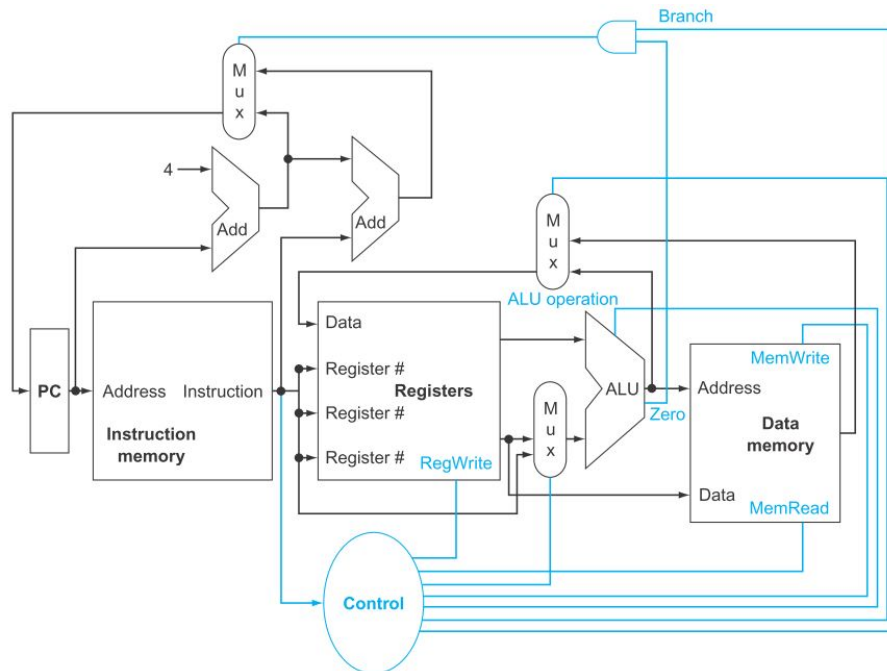 Branch
M
u
x
4
Add
Add
M
u
x
ALU operation
Data
Register #
Registers
Register #
Register #
RegWrite
PC
Address
Instruction
Instruction
memory
M
u
x
ALU
Zero
MemWrite
Address
Data
memory
Data
MemRead
Control